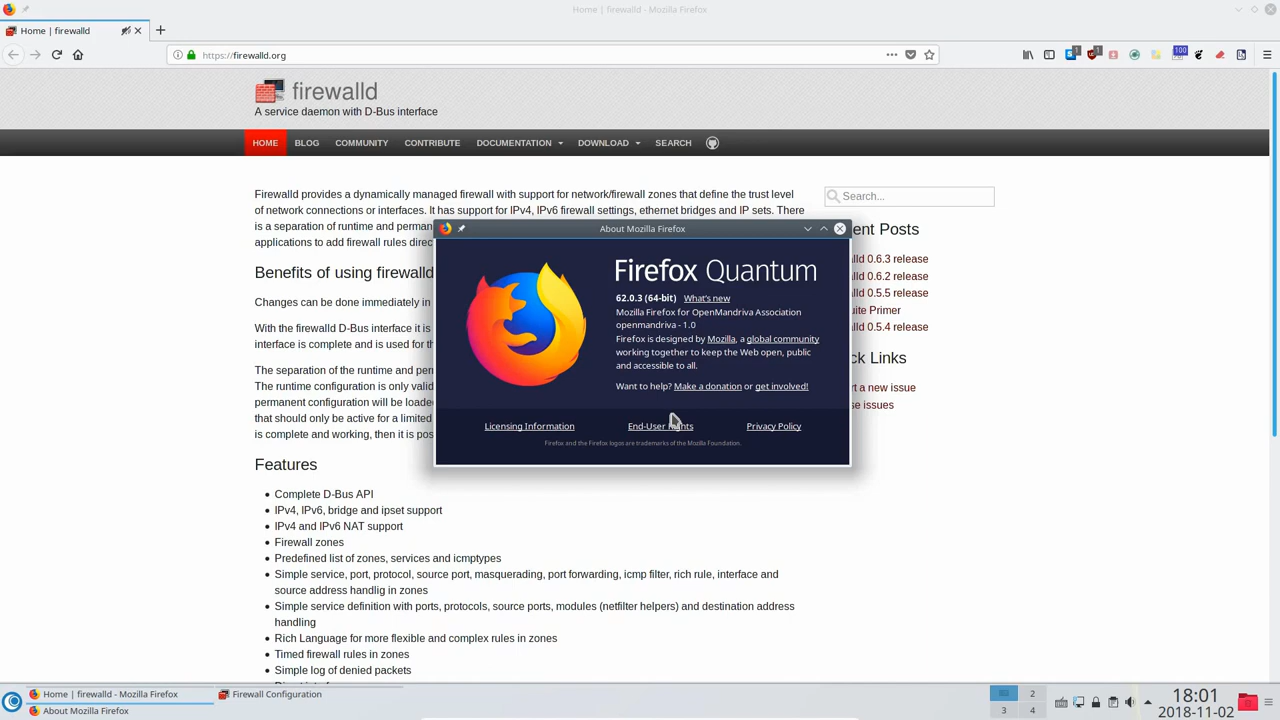 Home | firewalld - Mozilla Firefox
Home | firewalld
https://firewalld.org
1
1
100
firewalld
A service daemon with D-Bus interface
HOME BLOG COMMUNITY CONTRIBUTE DOCUMENTATION DOWNLOAD SEARCH
Firewalld provides a dynamically managed firewall with support for network/firewall zones that define the trust level
of network connections or interfaces. It has support for IPv4, IPv6 firewall settings, ethernet bridges and IP sets. There
is a separation of runtime and perman
applications to add firewall rules direc
Benefits of using firewalld
Changes can be done immediately in
With the firewalld D-Bus interface it is
interface is complete and is used for th
The separation of the runtime and per
The runtime configuration is only valid
permanent configuration will be loade
that should only be active for a limited
is complete and working, then it is pos
Features
Complete D-Bus API
IPv4, IPv6, bridge and ipset support
IPv4 and IPv6 NAT support
Firewall zones
Predefined list of zones, services and icmptypes
Simple service, port, protocol, source port, masquerading, port forwarding, icmp filter, rich rule, interface and
source address handlig in zones
Simple service definition with ports, protocols, source ports, modules (netfilter helpers) and destination address
handling
Rich Language for more flexible and complex rules in zones
Timed firewall rules in zones
Simple log of denied packets
Search...
ent Posts
lld 0.6.3 release
lld 0.6.2 release
lld 0.5.5 release
uite Primer
lld 0.5.4 release
ck Links
rt a new issue
se issues
About Mozilla Firefox
Firefox Quantum
62.0.3 (64-bit) What's new
Mozilla Firefox for OpenMandriva Association
openmandriva - 1.0
Firefox is designed by Mozilla, a global community
working together to keep the Web open, public
and accessible to all.
Want to help? Make a donation or get involved!
Licensing Information End-User Rights Privacy Policy
Firefox and the Firefox logos are trademarks of the Mozilla Foundation.
Home | firewalld - Mozilla Firefox
Firewall Configuration
About Mozilla Firefox
2
3 4
18:01
2018-11-02